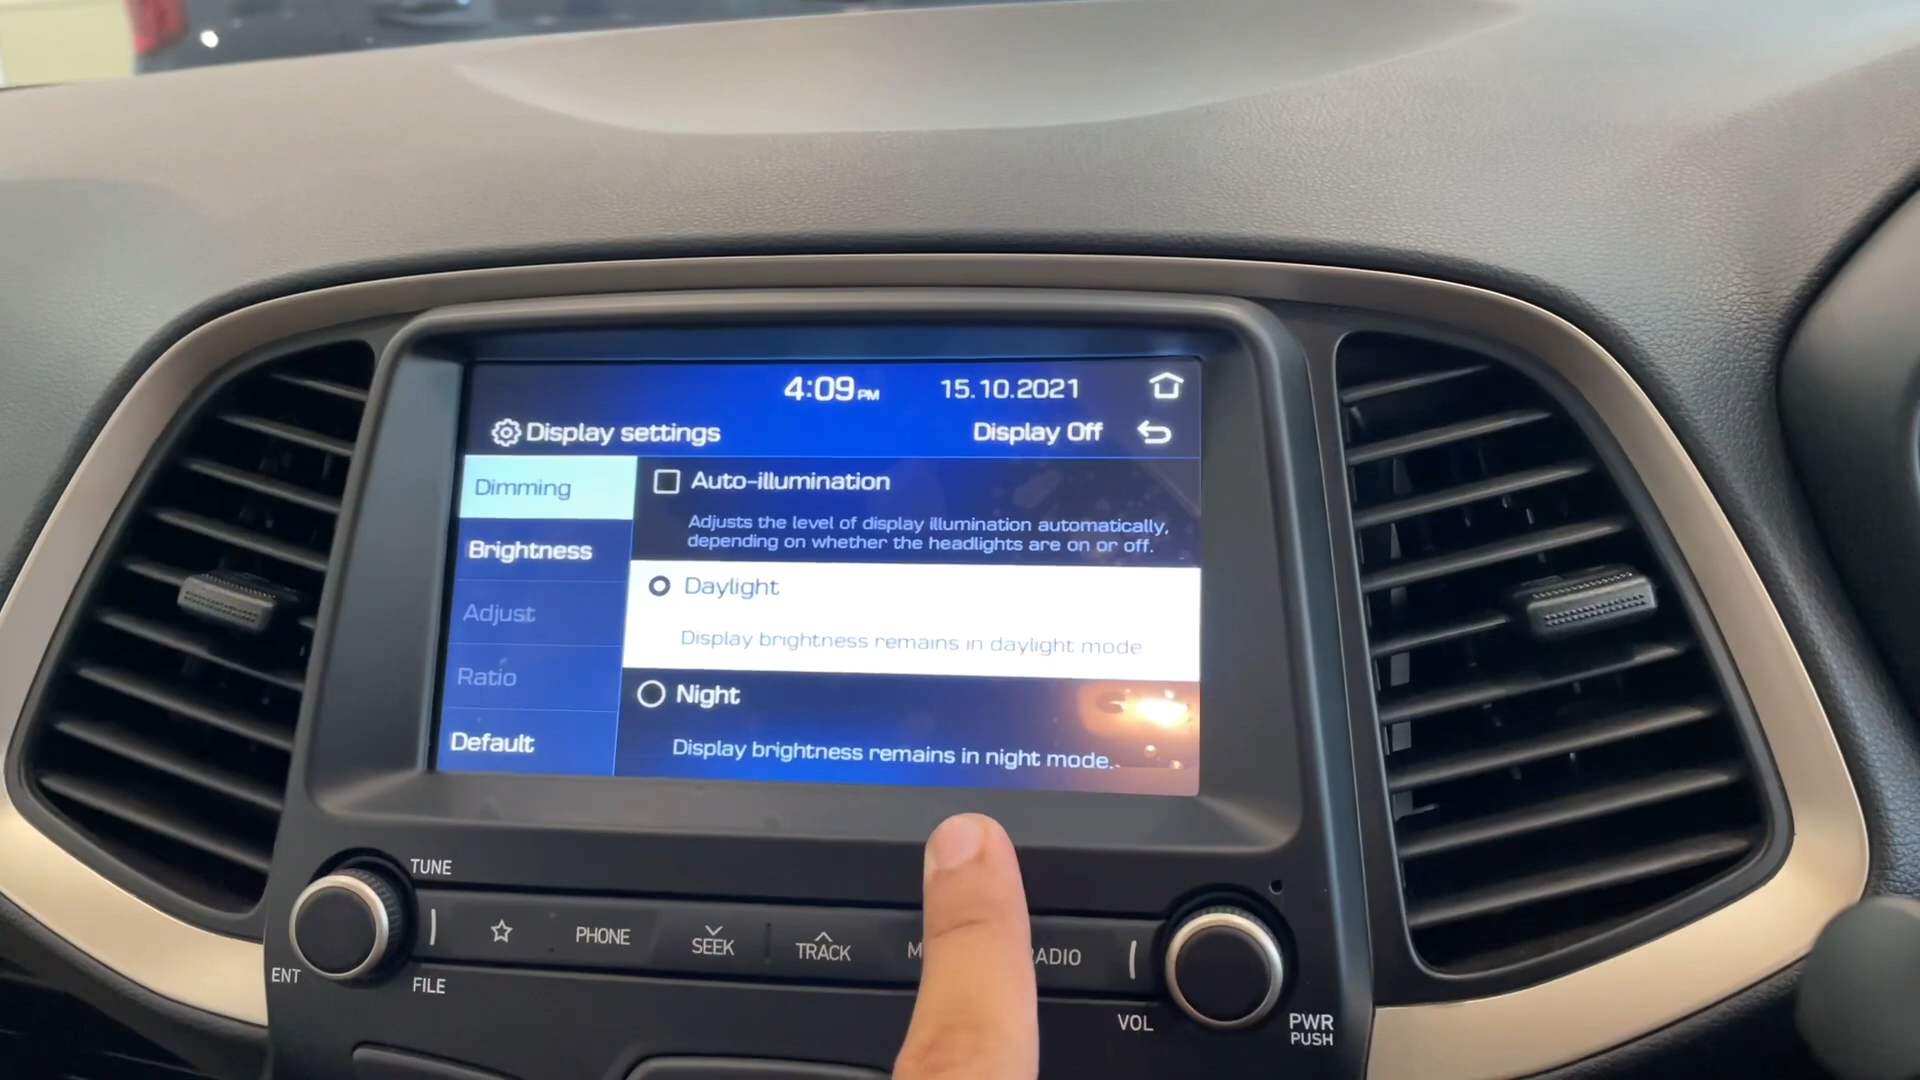 4:09 PM 15.10.2021
Display settings Display Off
Dimming
Brightness
Adjust
Ratio
Default
Auto-illumination
Adjusts the level of display illumination automatically,
depending on whether the headlights are on or off.
Daylight
Display brightness remains in daylight mode
Night
Display brightness remains in night mode.
TUNE
ENT
FILE
PHONE
SEEK
TRACK
VOL
PWR
PUSH